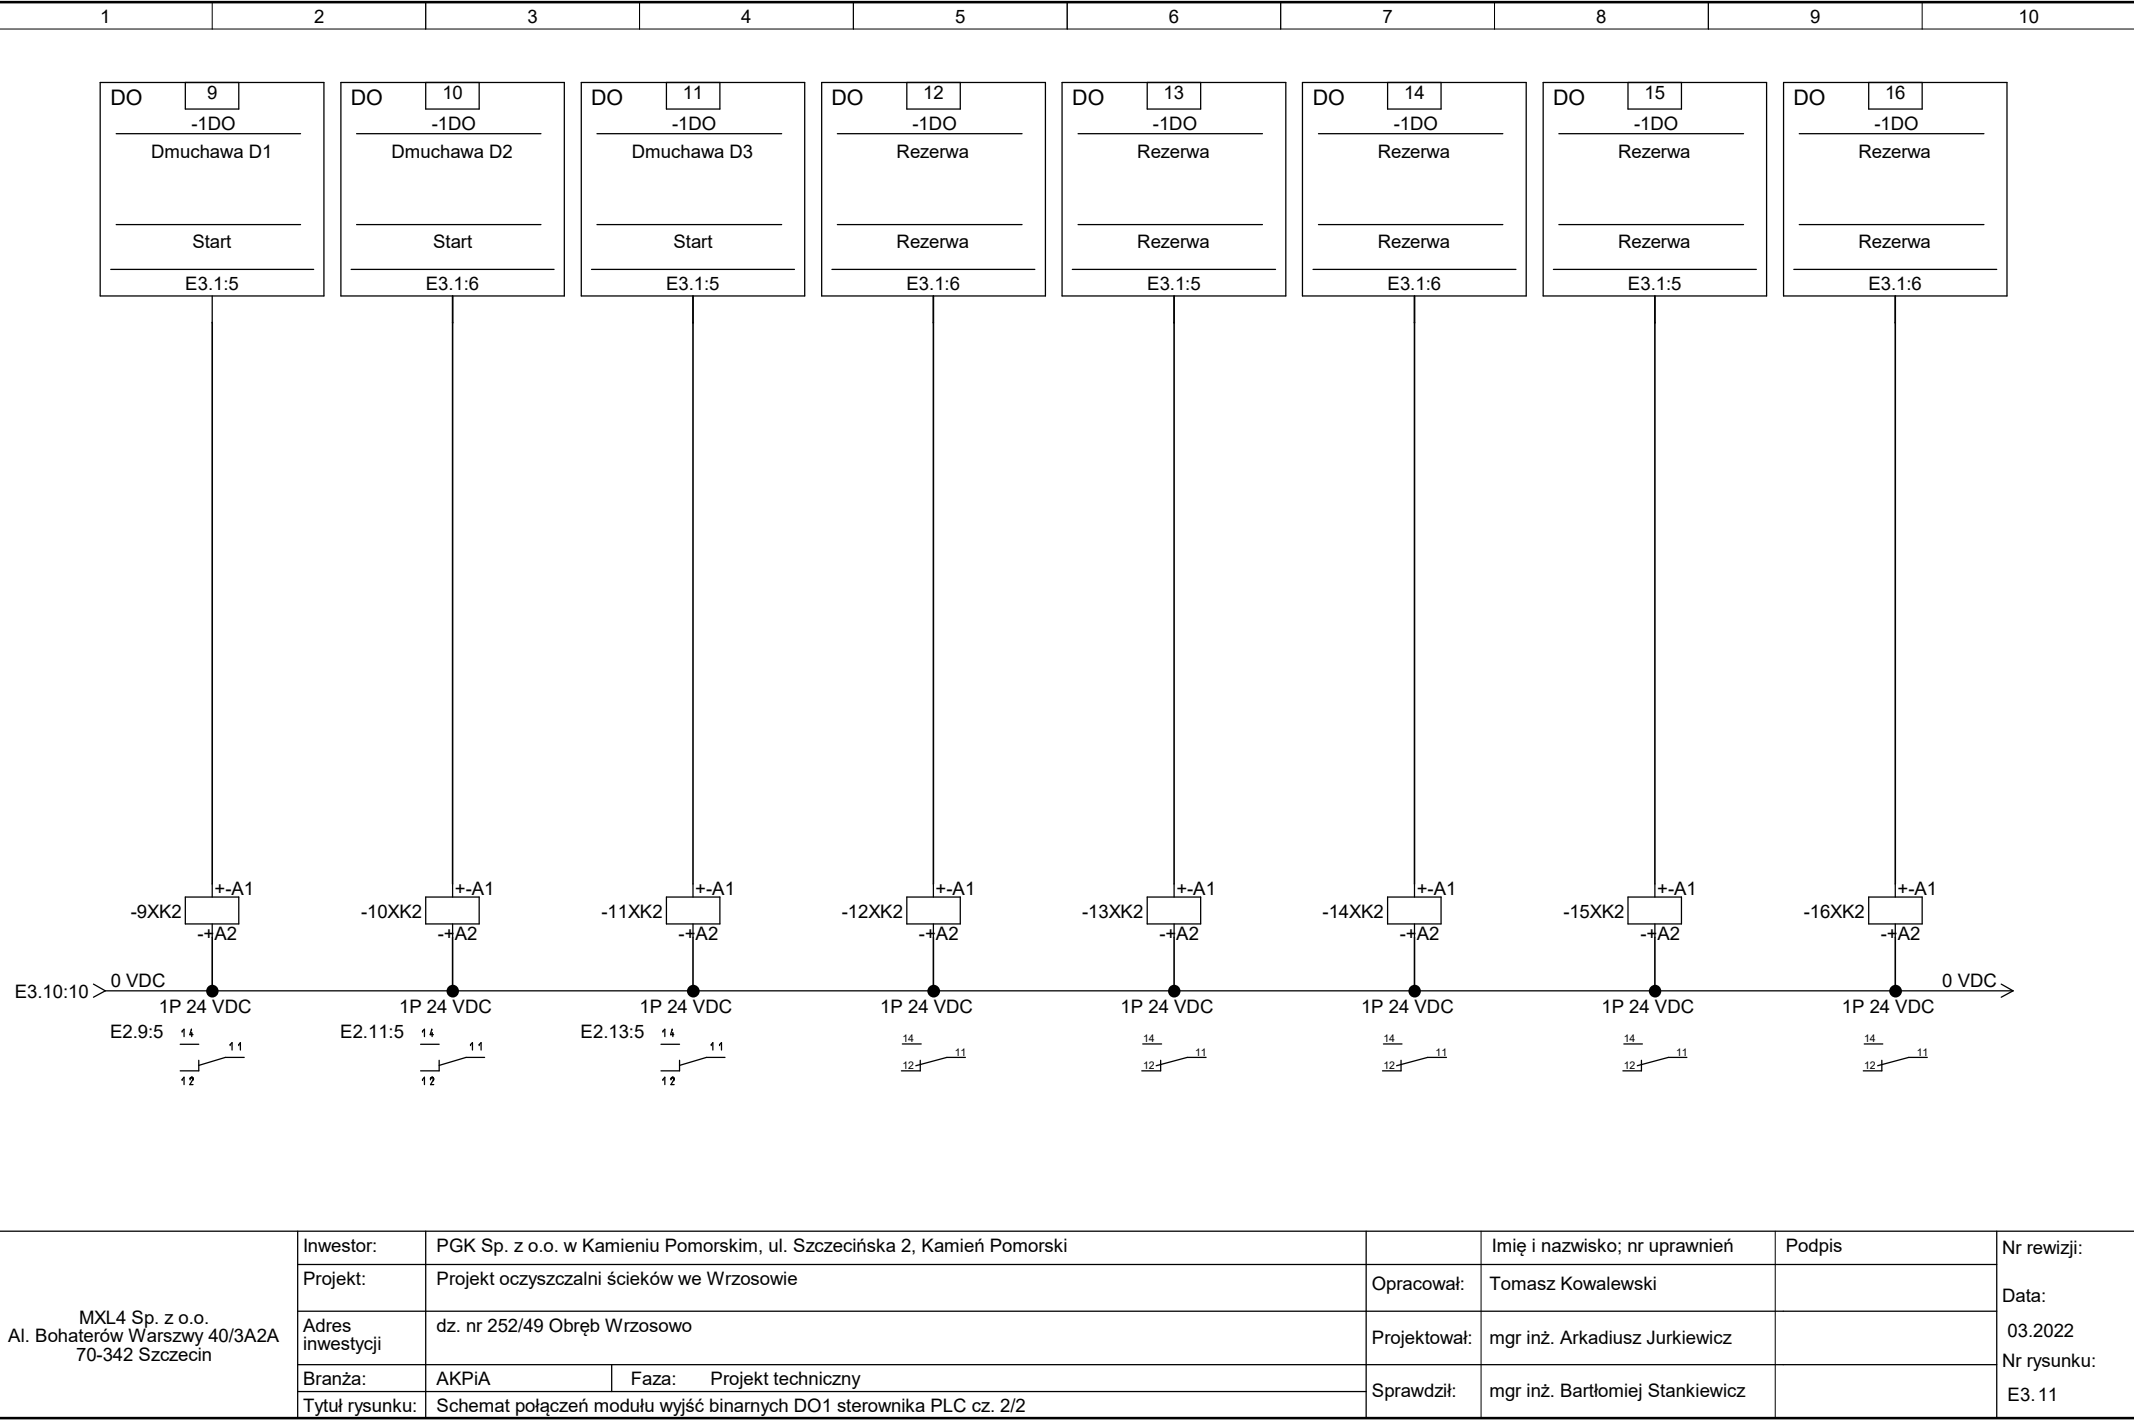 1 2 3 4 5 6 7 8 9 10
DO 9 DO 10 DO 11 DO 12 DO 13 DO 14 DO 15 DO 16
-1DO -1DO -1DO -1DO -1DO -1DO -1DO -1DO
Dmuchawa D1 Dmuchawa D2 Dmuchawa D3 Rezerwa Rezerwa Rezerwa Rezerwa Rezerwa
Start Start Start Rezerwa Rezerwa Rezerwa Rezerwa Rezerwa
E3.1:5 E3.1:6 E3.1:5 E3.1:6 E3.1:5 E3.1:6 E3.1:5 E3.1:6
+-A1 +-A1 +-A1 +-A1 +-A1 +-A1 +-A1 +-A1
-9XK2 -10XK2 -11XK2 -12XK2 -13XK2 -14XK2 -15XK2 -16XK2
-+A2 -+A2 -+A2 -+A2 -+A2 -+A2 -+A2 -+A2
E3.10:10 0 VDC 0 VDC
1P 24 VDC 1P 24 VDC 1P 24 VDC 1P 24 VDC 1P 24 VDC 1P 24 VDC 1P 24 VDC 1P 24 VDC
E2.9:5 14 E2.11:5 14 E2.13:5 14 14 14 14 14 14
11 11 11 11 11 11 11 11
12 12 12 12 12 12 12 12
MXL4 Sp. z o.o.
Al. Bohaterów Warszwy 40/3A2A
70-342 Szczecin
Inwestor: PGK Sp. z o.o. w Kamieniu Pomorskim, ul. Szczecińska 2, Kamień Pomorski
Projekt: Projekt oczyszczalni ścieków we Wrzosowie
Adres
inwestycji
dz. nr 252/49 Obręb Wrzosowo
Branża: AKPiA Faza: Projekt techniczny
Tytuł rysunku: Schemat połączeń modułu wyjść binarnych DO1 sterownika PLC cz. 2/2
Imię i nazwisko; nr uprawnień Podpis
Opracował: Tomasz Kowalewski
Projektował: mgr inż. Arkadiusz Jurkiewicz
Sprawdził: mgr inż. Bartłomiej Stankiewicz
Nr rewizji:
Data:
03.2022
Nr rysunku:
E3.11